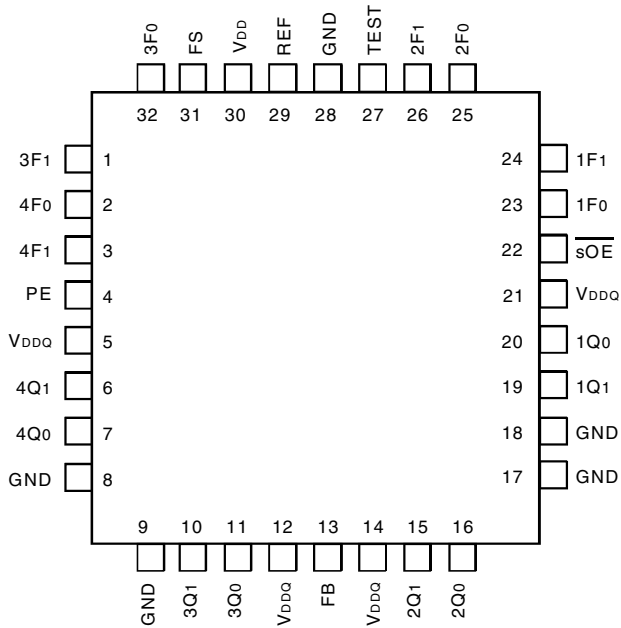 3F0 FS VDD REF GND TEST 2F1 2F0
32 31 30 29 28 27 26 25
3F1 1 24 1F1
4F0 2 23 1F0
4F1 3 22 sOE
PE 4 21 VDDQ
VDDQ 5 20 1Q0
4Q1 6 19 1Q1
4Q0 7 18 GND
GND 8 17 GND
9 10 11 12 13 14 15 16
GND 3Q1 3Q0 VDDQ FB VDDQ 2Q1 2Q0